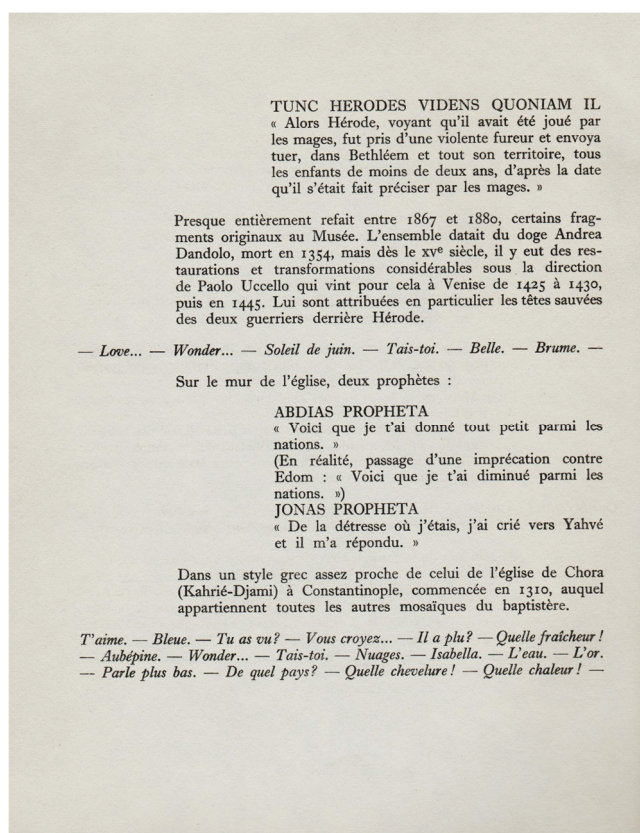 TUNC HERODES VIDENS QUONIAM IL
« Alors Hérode, voyant qu'il avait été joué par
les mages, fut pris d'une violente fureur et envoya
tuer, dans Bethléem et tout son territoire, tous
les enfants de moins de deux ans, d'après la date
qu'il s'était fait préciser par les mages. »
Presque entièrement refait entre 1867 et 1880, certains frag-
ments originaux au Musée. L'ensemble datait du doge Andrea
Dandolo, mort en 1354, mais dès le XVe siècle, il y eut des res-
taurations et transformations considérables sous la direction
de Paolo Uccello qui vint pour cela à Venise de 1425 à 1430,
puis en 1445. Lui sont attribuées en particulier les têtes sauvées
des deux guerriers derrière Hérode.
— Love... — Wonder... — Soleil de juin. — Tais-toi. — Belle. — Brume. —
Sur le mur de l'église, deux prophètes :
ABDIAS PROPHETA
« Voici que je t'ai donné tout petit parmi les
nations. »
(En réalité, passage d'une imprécation contre
Edom : « Voici que je t'ai diminué parmi les
nations. »)
JONAS PROPHETA
« De la détresse où j'étais, j'ai crié vers Yahvé
et il m'a répondu. »
Dans un style grec assez proche de celui de l'église de Chora
(Kahrié-Djami) à Constantinople, commencée en 1310, auquel
appartiennent toutes les autres mosaïques du baptistère.
T'aime. — Bleue. — Tu as vu? — Vous croyez... — Il a plu? — Quelle fraîcheur!
— Aubépine. — Wonder... — Tais-toi. — Nuages. — Isabella. — L'eau. — L'or.
— Parle plus bas. — De quel pays? — Quelle chevelure! — Quelle chaleur! —